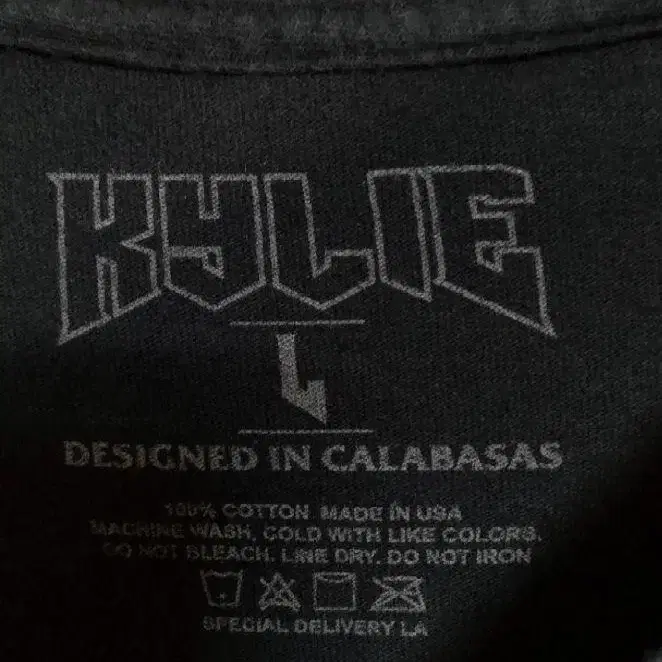 KYLIE
L
DESIGNED IN CALABASAS
100% COTTON. MADE IN USA
MACHINE WASH, COLD WITH LIKE COLORS.
DO NOT BLEACH. LINE DRY. DO NOT IRON
SPECIAL DELIVERY LA